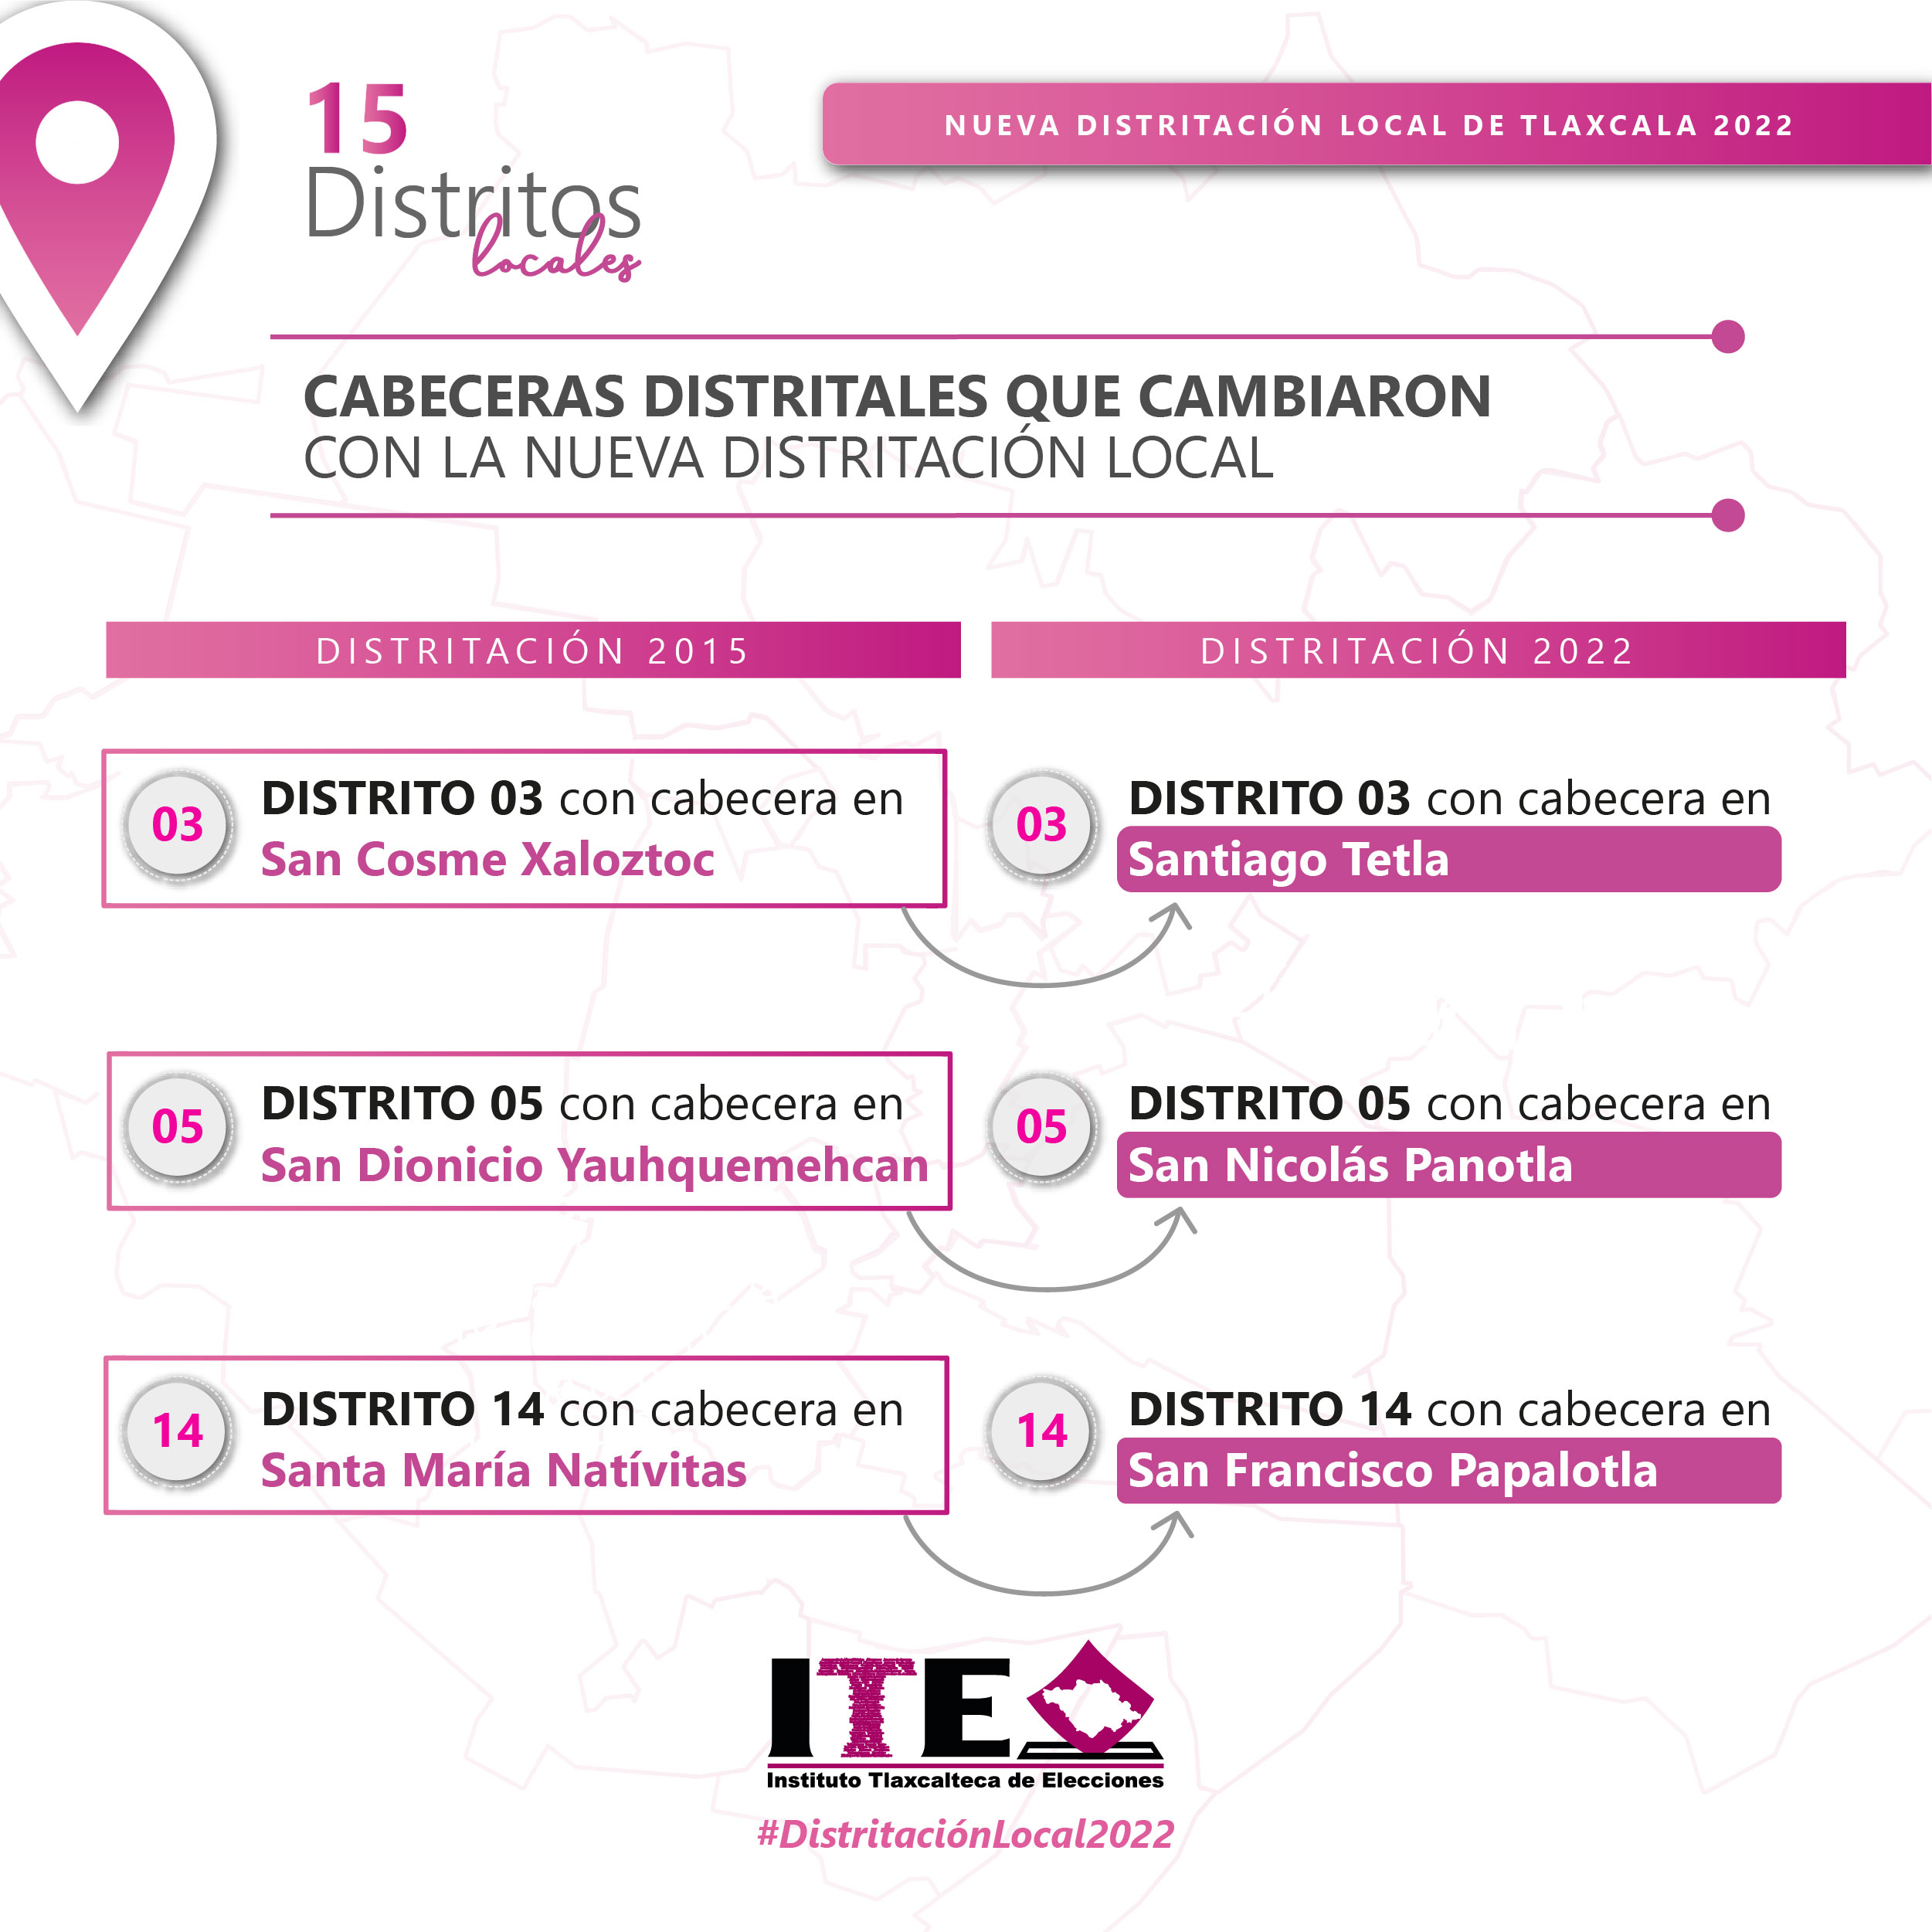 15
Distritos
locales
NUEVA DISTRITACIÓN LOCAL DE TLAXCALA 2022
CABECERAS DISTRITALES QUE CAMBIARON
CON LA NUEVA DISTRITACIÓN LOCAL
DISTRITACIÓN 2015
DISTRITACIÓN 2022
03
DISTRITO 03 con cabecera en
San Cosme Xaloztoc
03
DISTRITO 03 con cabecera en
Santiago Tetla
05
DISTRITO 05 con cabecera en
San Dionicio Yauhquemehcan
05
DISTRITO 05 con cabecera en
San Nicolás Panotla
14
DISTRITO 14 con cabecera en
Santa María Natívitas
14
DISTRITO 14 con cabecera en
San Francisco Papalotla
ITE
Instituto Tlaxcalteca de Elecciones
#DistritaciónLocal2022